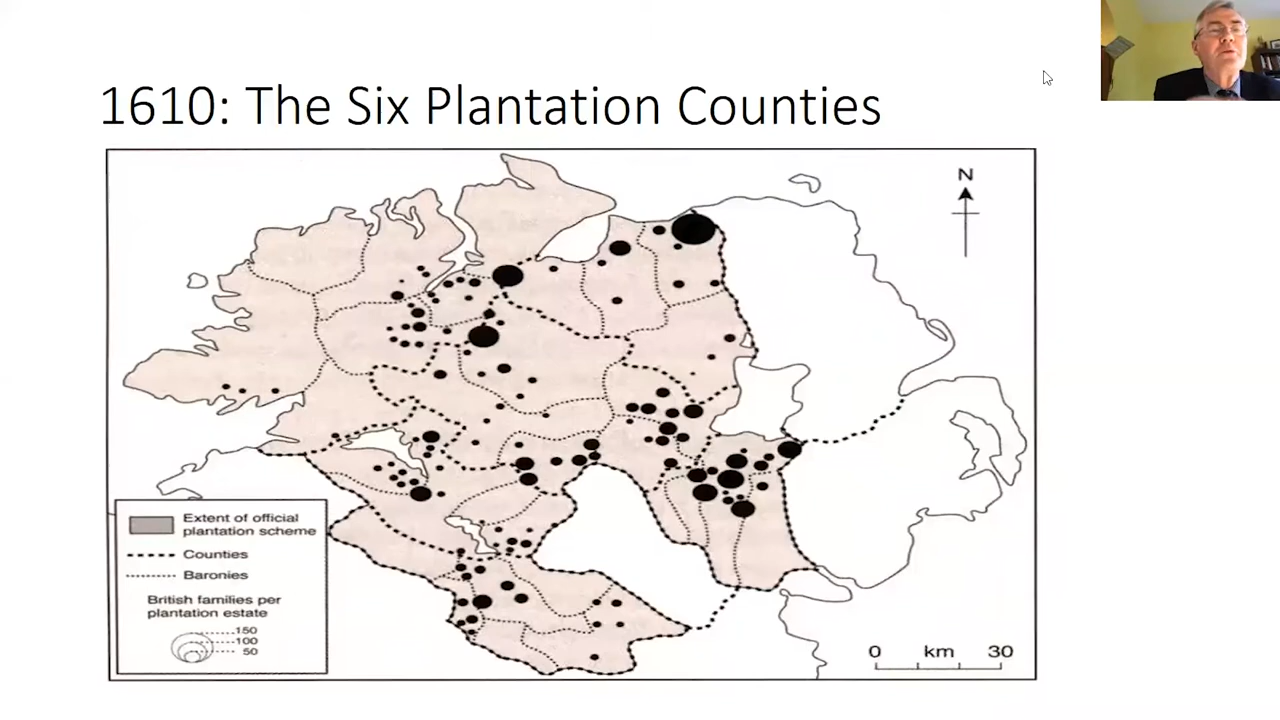 1610: The Six Plantation Counties
N
Extent of official
plantation scheme
Counties
Baronies
British families per
plantation estate
150
100
50
0 km 30